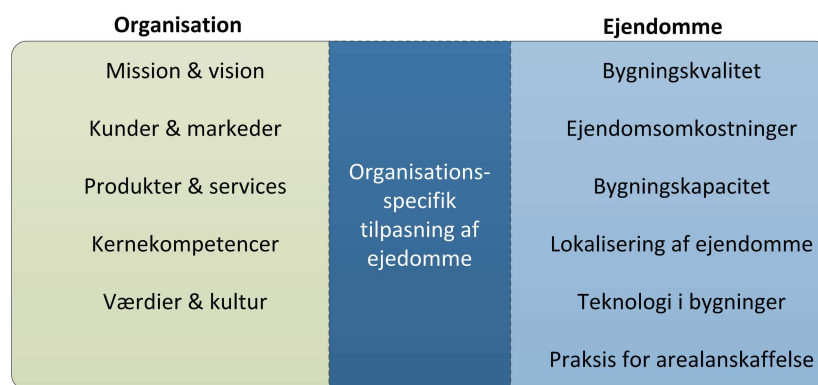 Organisation
Mission & vision
Kunder & markeder
Produkter & services
Kernekompetencer
Værdier & kultur
Organisations-
specifik
tilpasning af
ejedomme
Ejendomme
Bygningskvalitet
Ejendomsomkostninger
Bygningskapacitet
Lokalisering af ejendomme
Teknologi i bygninger
Praksis for arealanskaffelse